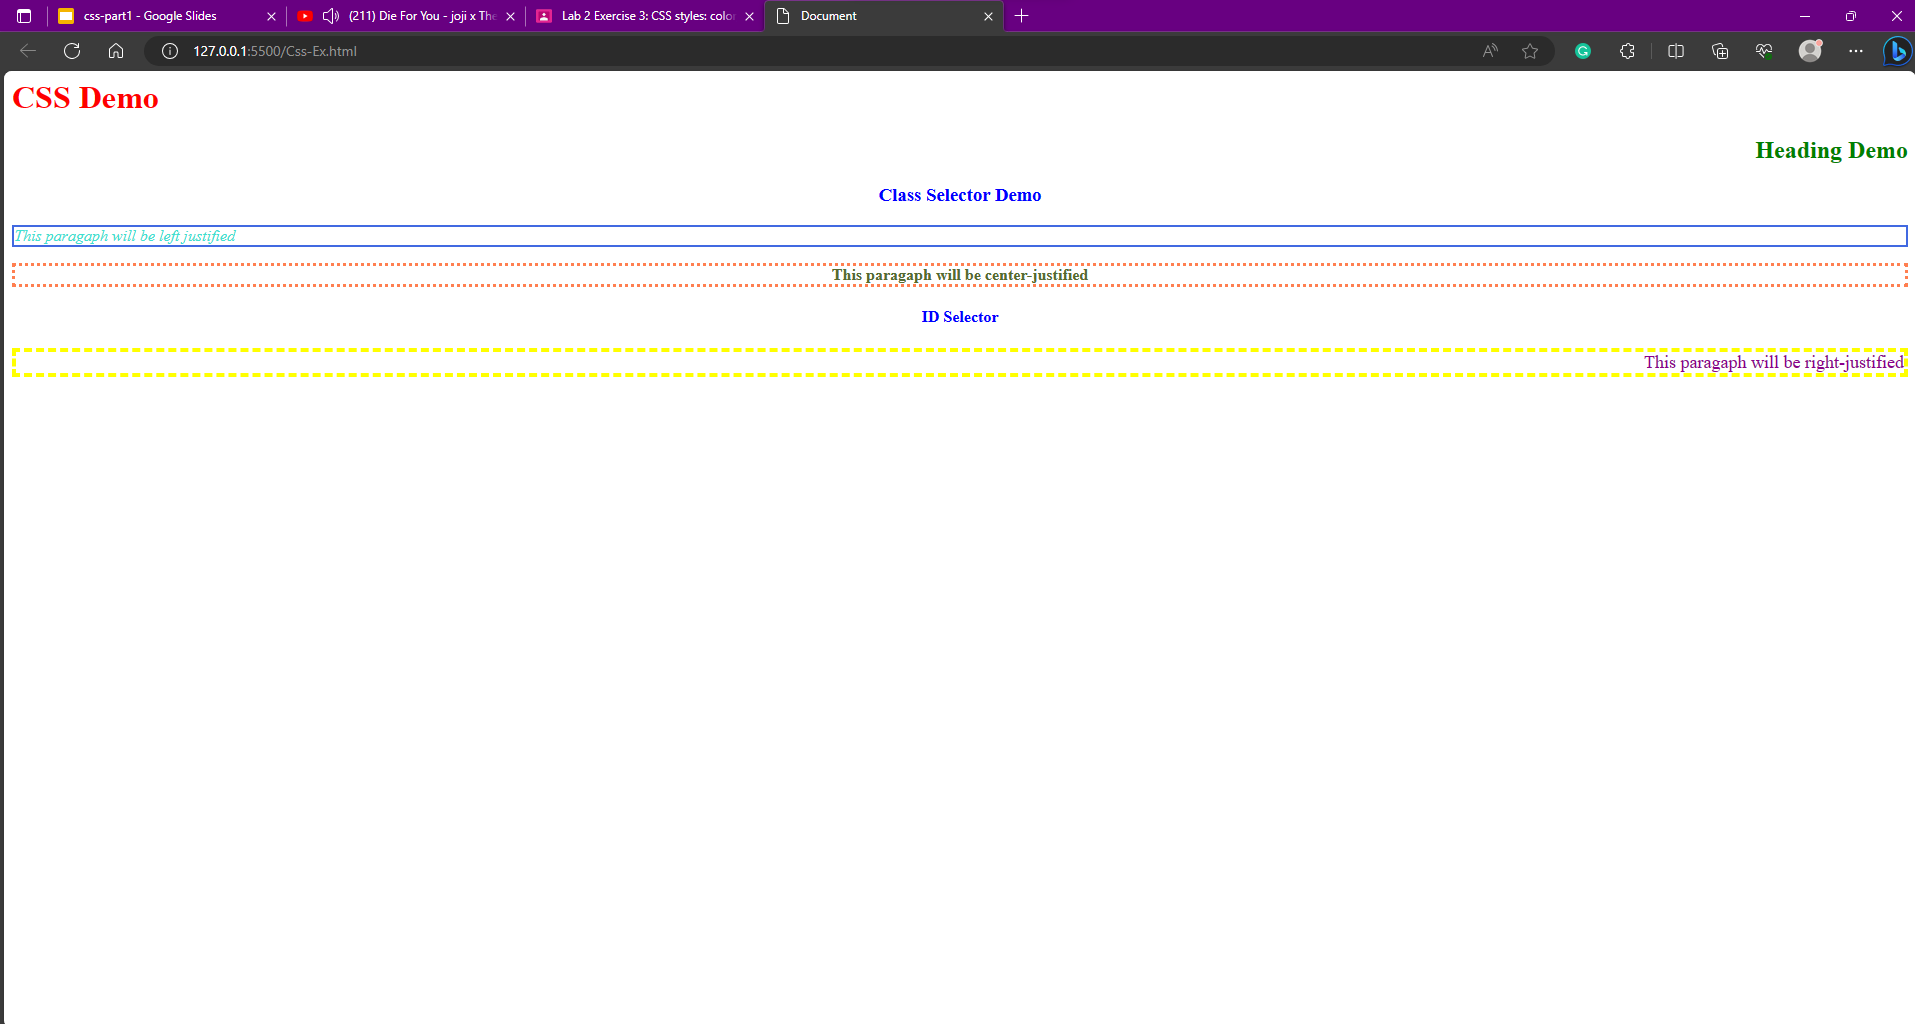 css-part1 - Google Slides
(211) Die For You - joji x The
Lab 2 Exercise 3: CSS styles: colo
Document
127.0.0.1:5500/Css-Ex.html
CSS Demo
Heading Demo
Class Selector Demo
This paragaph will be left justified
This paragaph will be center-justified
ID Selector
This paragaph will be right-justified